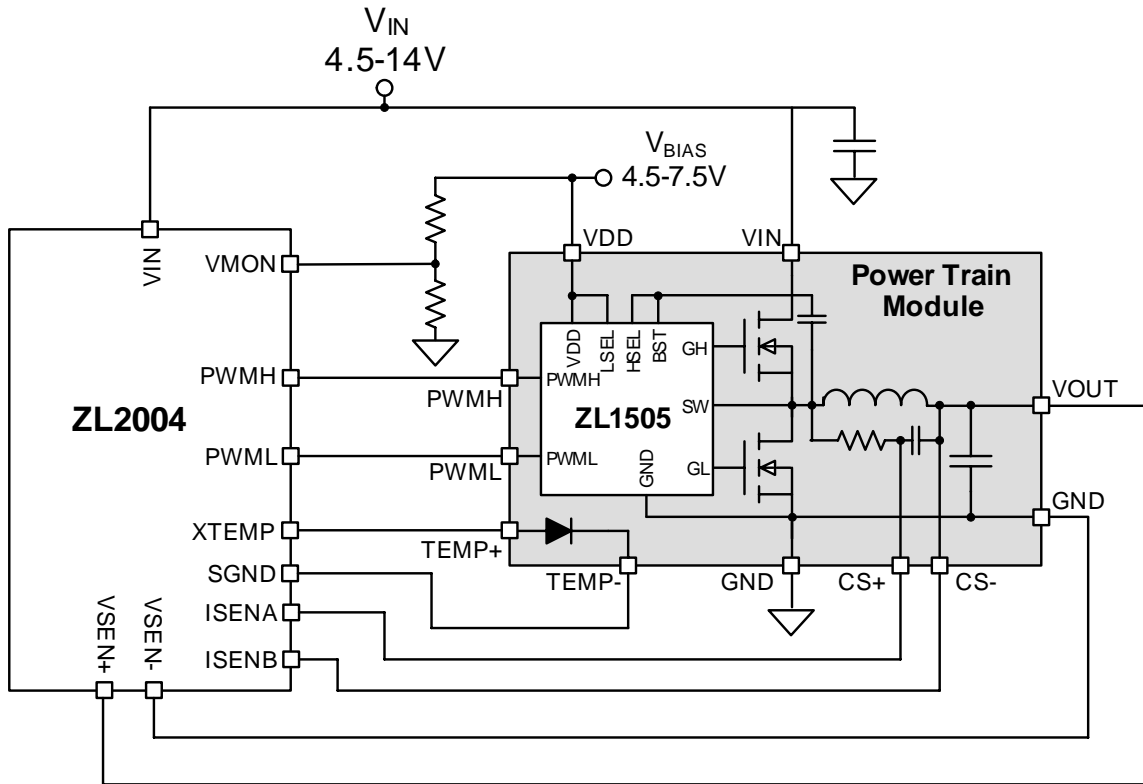 VIN
4.5-14V
VBIAS
4.5-7.5V
VIN
VMON
PWMH
ZL2004
PWML
XTEMP
SGND
ISENA
ISENB
VSEN+
VSEN-
VDD
VIN
Power Train
Module
PWMH
PWML
TEMP+
TEMP-
GND
CS+
CS-
VOUT
GND
VDD
LSEL
HSEL
BST
PWMH
ZL1505
PWML
GND
GH
SW
GL